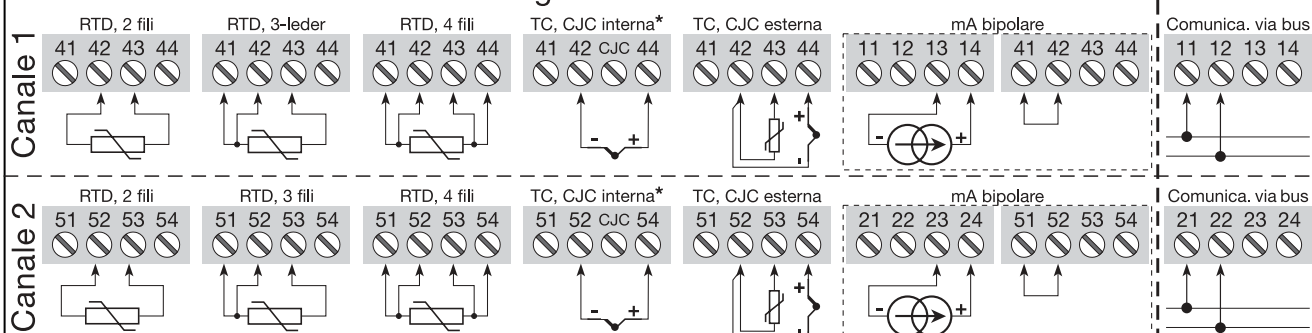 Canale 1
RTD, 2 fili RTD, 3-leder RTD, 4 fili TC, CJC interna* TC, CJC esterna mA bipolare Comunica. via bus
41 42 43 44 41 42 43 44 41 42 43 44 41 42 CJC 44 41 42 43 44 11 12 13 14 41 42 43 44 11 12 13 14
- + + - - +
Canale 2
RTD, 2 fili RTD, 3 fili RTD, 4 fili TC, CJC interna* TC, CJC esterna mA bipolare Comunica. via bus
51 52 53 54 51 52 53 54 51 52 53 54 51 52 CJC 54 51 52 53 54 21 22 23 24 51 52 53 54 21 22 23 24
- + + - - +